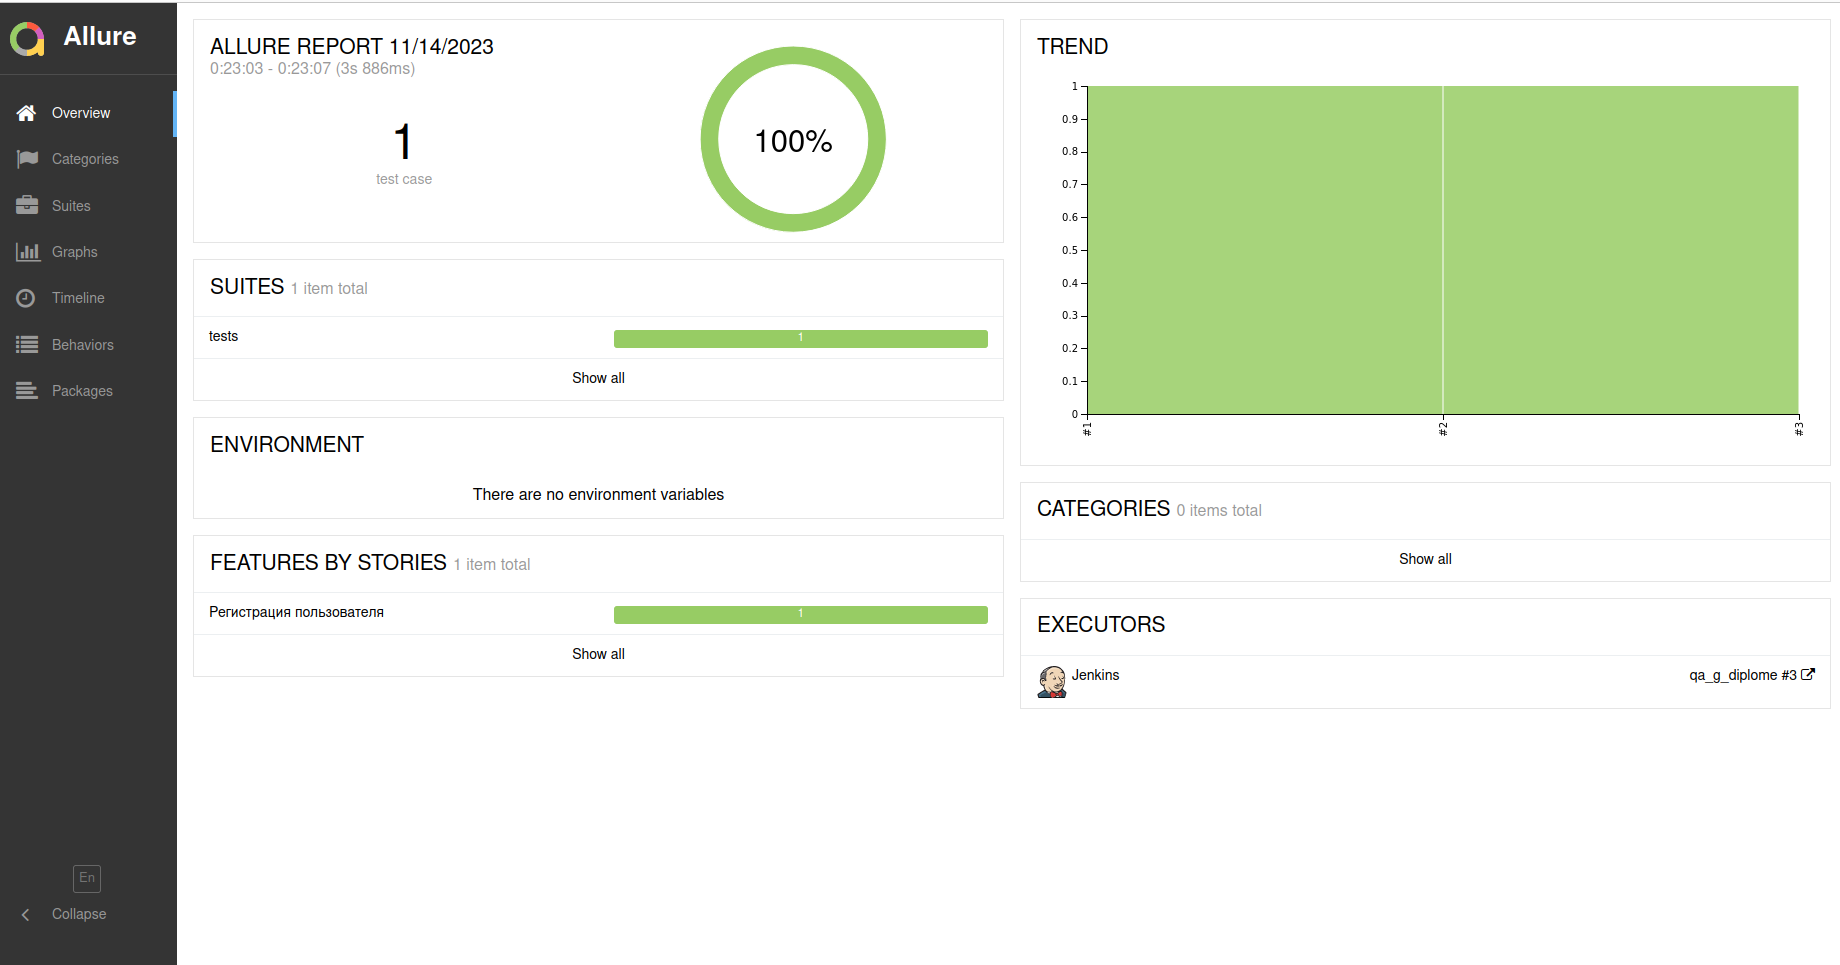 Allure
Overview
Categories
Suites
Graphs
Timeline
Behaviors
Packages
En
Collapse
ALLURE REPORT 11/14/2023
0:23:03 - 0:23:07 (3s 886ms)
1
test case
100%
SUITES 1 item total
tests 1
Show all
ENVIRONMENT
There are no environment variables
FEATURES BY STORIES 1 item total
Регистрация пользователя 1
Show all
TREND
1
0.9
0.8
0.7
0.6
0.5
0.4
0.3
0.2
0.1
0
#1 #2 #3
CATEGORIES 0 items total
Show all
EXECUTORS
Jenkins qa_g_diplome #3